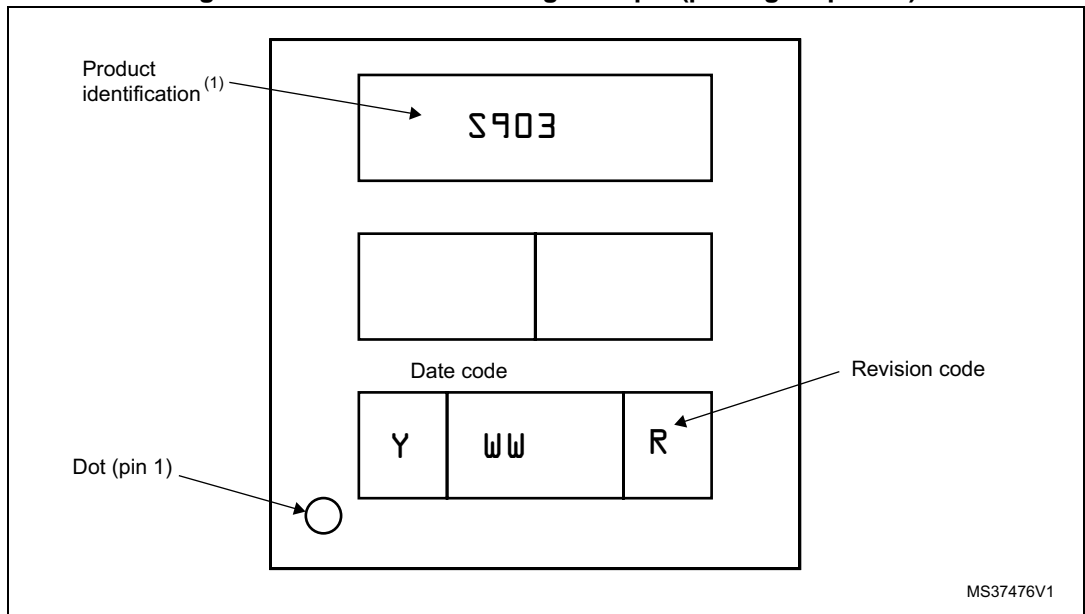 Product
identification (1)
S903
Date code
Revision code
Y WW R
Dot (pin 1)
MS37476V1